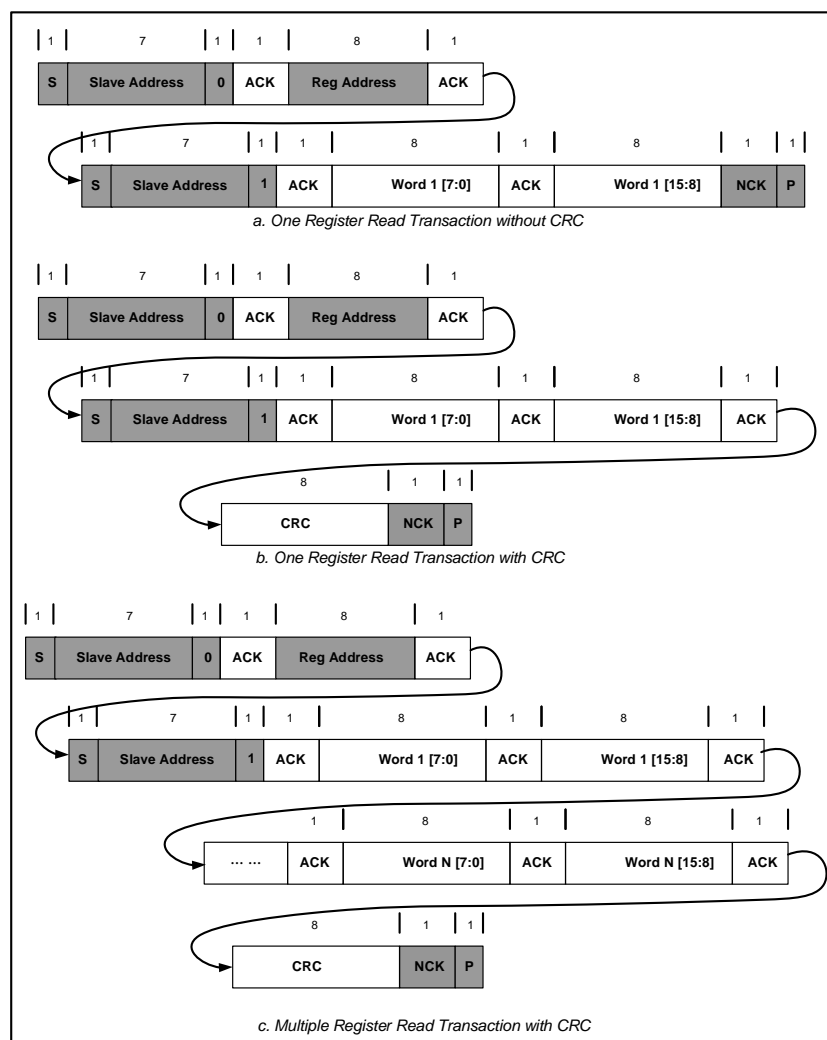 1 7 1 1 8 1
S Slave Address 0 ACK Reg Address ACK
1 7 1 1 8 1 8 1 1
S Slave Address 1 ACK Word 1 [7:0] ACK Word 1 [15:8] NCK P
a. One Register Read Transaction without CRC
1 7 1 1 8 1
S Slave Address 0 ACK Reg Address ACK
1 7 1 1 8 1 8 1
S Slave Address 1 ACK Word 1 [7:0] ACK Word 1 [15:8] ACK
8 1 1
CRC NCK P
b. One Register Read Transaction with CRC
1 7 1 1 8 1
S Slave Address 0 ACK Reg Address ACK
1 7 1 1 8 1 8 1
S Slave Address 1 ACK Word 1 [7:0] ACK Word 1 [15:8] ACK
1 8 1 8 1
... ... ACK Word N [7:0] ACK Word N [15:8] ACK
8 1 1
CRC NCK P
c. Multiple Register Read Transaction with CRC